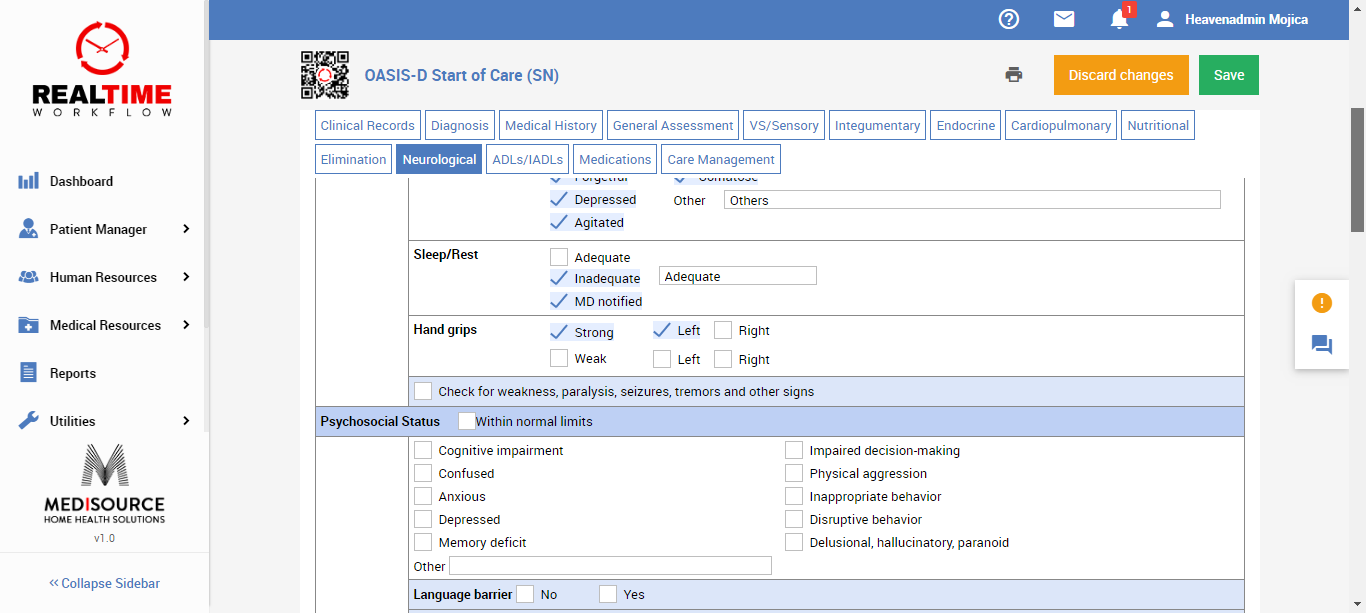 1
Heavenadmin Mojica
REALTIME
WORKFLOW
OASIS-D Start of Care (SN)
Discard changes
Save
Clinical Records
Diagnosis
Medical History
General Assessment
VS/Sensory
Integumentary
Endocrine
Cardiopulmonary
Nutritional
Elimination
Neurological
ADLs/IADLs
Medications
Care Management
Dashboard
Patient Manager
Human Resources
Medical Resources
Reports
Utilities
MEDISOURCE
HOME HEALTH SOLUTIONS
v1.0
Collapse Sidebar
Forgetful
Depressed
Other
Others
Agitated
Sleep/Rest
Adequate
Inadequate
Adequate
MD notified
Hand grips
Strong
Left
Right
Weak
Left
Right
Check for weakness, paralysis, seizures, tremors and other signs
Psychosocial Status
Within normal limits
Cognitive impairment
Impaired decision-making
Confused
Physical aggression
Anxious
Inappropriate behavior
Depressed
Disruptive behavior
Memory deficit
Delusional, hallucinatory, paranoid
Other
Language barrier
No
Yes